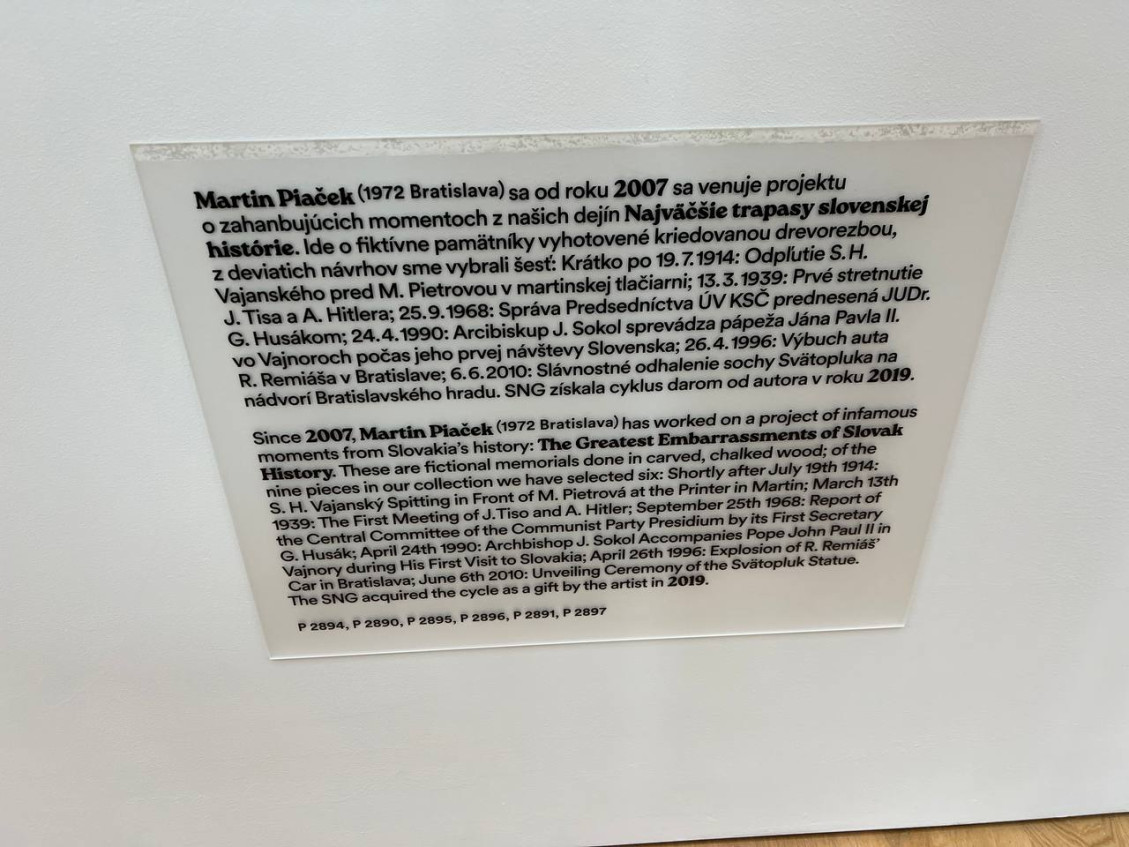 Martin Piaček (1972 Bratislava) sa od roku 2007 sa venuje projektu
o zahanbujúcich momentoch z našich dejín Najväčšie trapasy slovenskej
histórie. Ide o fiktívne pamätníky vyhotovené kriedovanou drevorezbou,
z deviatich návrhov sme vybrali šesť: Krátko po 19. 7. 1914: Odpľutie S. H.
Vajanského pred M. Pietrovou v martinskej tlačiarni; 13. 3. 1939: Prvé stretnutie
J. Tisa a A. Hitlera; 25. 9. 1968: Správa Predsedníctva ÚV KSČ prednesená JUDr.
G. Husákom; 24. 4. 1990: Arcibiskup J. Sokol sprevádza pápeža Jána Pavla II.
vo Vajnoroch počas jeho prvej návštevy Slovenska; 26. 4. 1996: Výbuch auta
R. Remiáša v Bratislave; 6. 6. 2010: Slávnostné odhalenie sochy Svätopluka na
nádvorí Bratislavského hradu. SNG získala cyklus darom od autora v roku 2019.
Since 2007, Martin Piaček (1972 Bratislava) has worked on a project of infamous
moments from Slovakia's history: The Greatest Embarrassments of Slovak
History. These are fictional memorials done in carved, chalked wood; of the
nine pieces in our collection we have selected six: Shortly after July 19th 1914:
S. H. Vajanský Spitting in Front of M. Pietrová at the Printer in Martin; March 13th
1939: The First Meeting of J. Tiso and A. Hitler; September 25th 1968: Report of
the Central Committee of the Communist Party Presidium by its First Secretary
G. Husák; April 24th 1990: Archbishop J. Sokol Accompanies Pope John Paul II in
Vajnory during His First Visit to Slovakia; April 26th 1996: Explosion of R. Remiáš'
Car in Bratislava; June 6th 2010: Unveiling Ceremony of the Svätopluk Statue.
The SNG acquired the cycle as a gift by the artist in 2019.
P 2894, P 2890, P 2895, P 2896, P 2891, P 2897